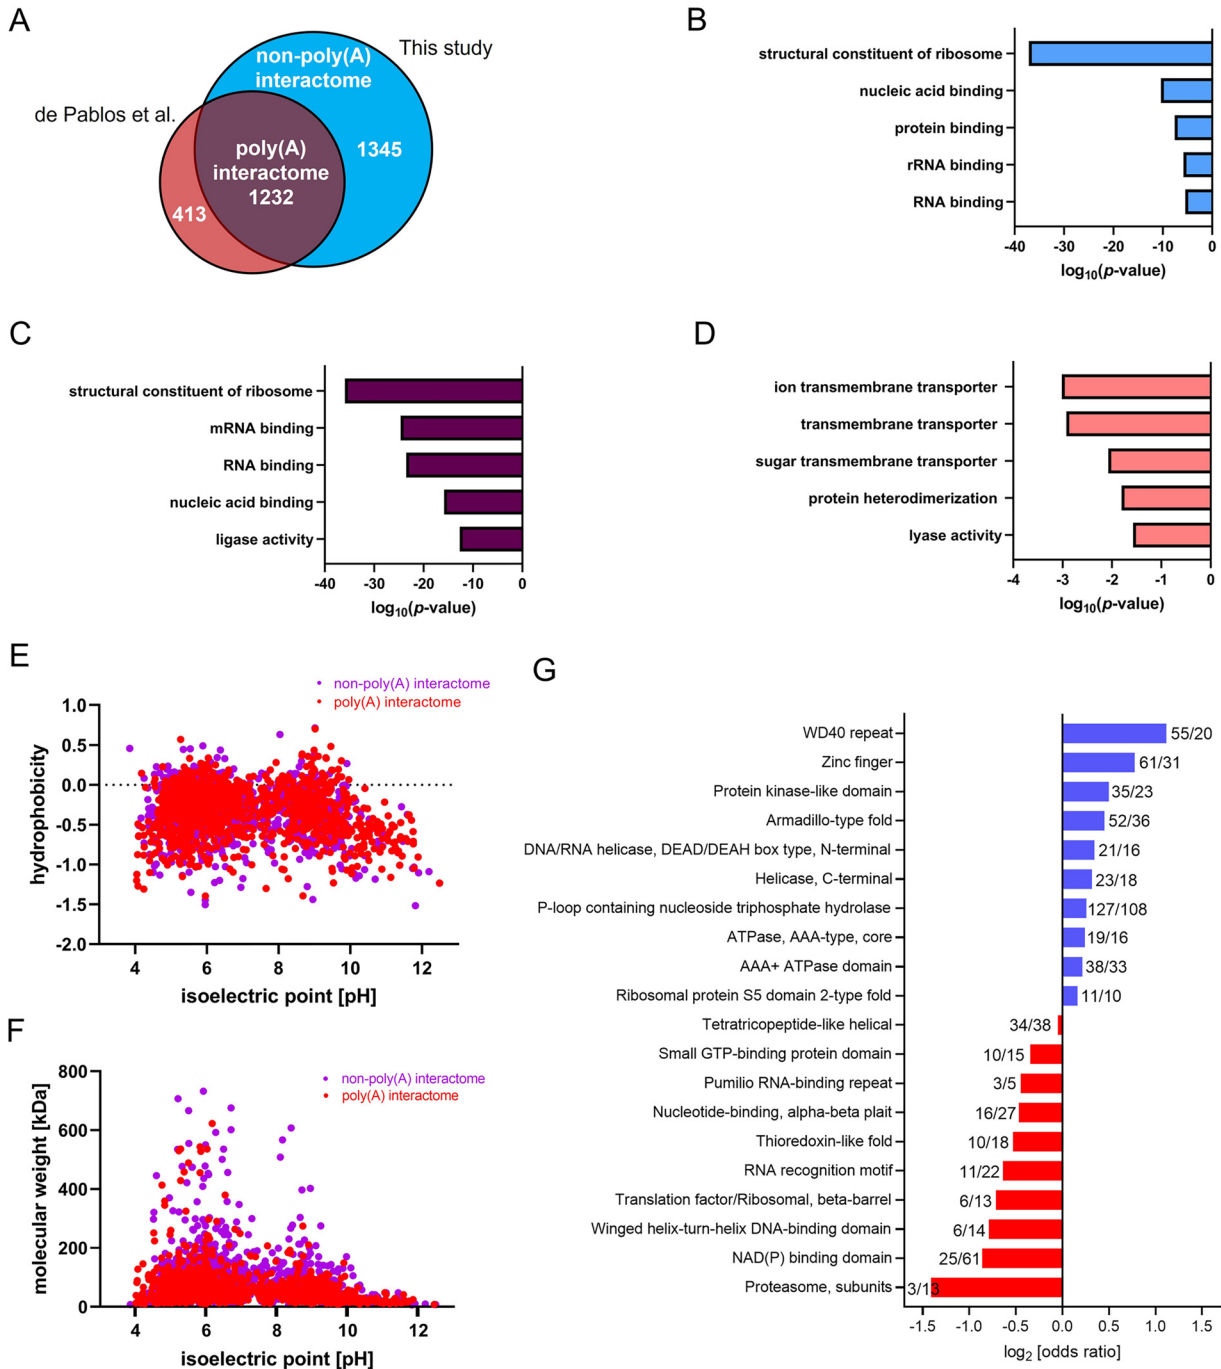 A
non-poly(A)
interactome
This study
de Pablos et al.
poly(A)
interactome
1232
1345
413
B
structural constituent of ribosome
nucleic acid binding
protein binding
rRNA binding
RNA binding
-40 -30 -20 -10 0
log10(p-value)
C
structural constituent of ribosome
mRNA binding
RNA binding
nucleic acid binding
ligase activity
-40 -30 -20 -10 0
log10(p-value)
D
ion transmembrane transporter
transmembrane transporter
sugar transmembrane transporter
protein heterodimerization
lyase activity
-4 -3 -2 -1 0
log10(p-value)
E
non-poly(A) interactome
poly(A) interactome
1.0
0.5
0.0
-0.5
-1.0
-1.5
-2.0
hydrophobicity
4 6 8 10 12
isoelectric point [pH]
F
non-poly(A) interactome
poly(A) interactome
800
600
400
200
0
molecular weight [kDa]
4 6 8 10 12
isoelectric point [pH]
G
WD40 repeat 55/20
Zinc finger 61/31
Protein kinase-like domain 35/23
Armadillo-type fold 52/36
DNA/RNA helicase, DEAD/DEAH box type, N-terminal 21/16
Helicase, C-terminal 23/18
P-loop containing nucleoside triphosphate hydrolase 127/108
ATPase, AAA-type, core 19/16
AAA+ ATPase domain 38/33
Ribosomal protein S5 domain 2-type fold 11/10
Tetratricopeptide-like helical 34/38
Small GTP-binding protein domain 10/15
Pumilio RNA-binding repeat 3/5
Nucleotide-binding, alpha-beta plait 16/27
Thioredoxin-like fold 10/18
RNA recognition motif 11/22
Translation factor/Ribosomal, beta-barrel 6/13
Winged helix-turn-helix DNA-binding domain 6/14
NAD(P) binding domain 25/61
Proteasome, subunits 3/13
-1.5 -1.0 -0.5 0.0 0.5 1.0 1.5
log2 [odds ratio]